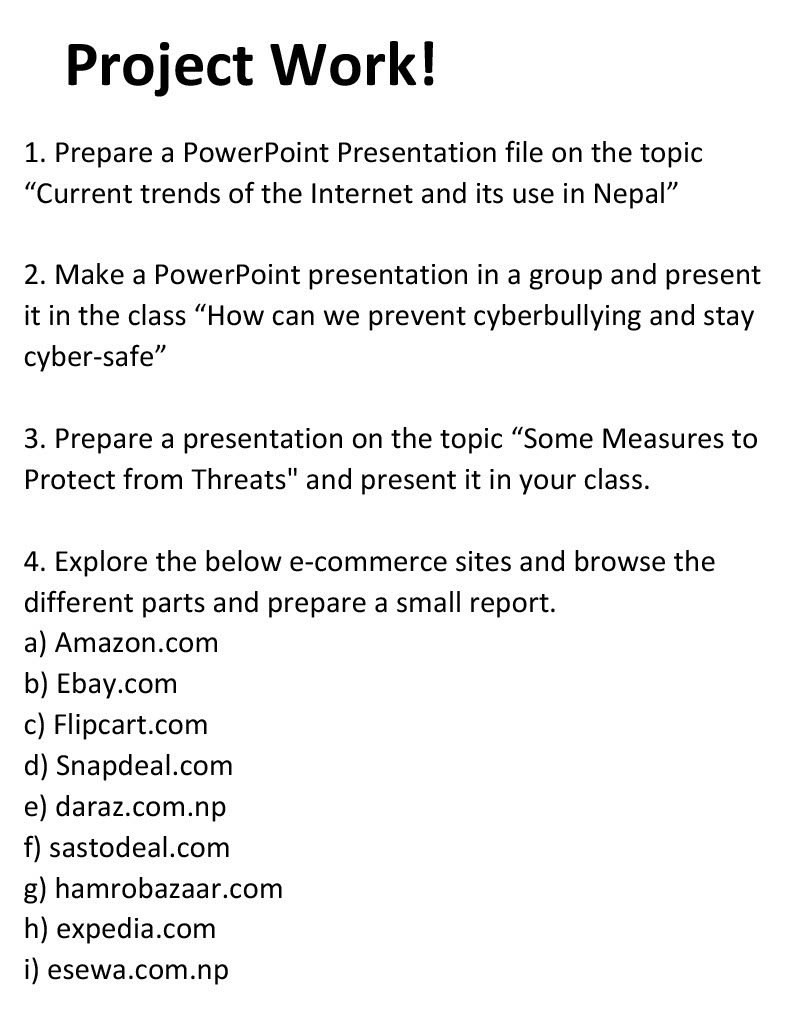 Project Work!
1. Prepare a PowerPoint Presentation file on the topic
“Current trends of the Internet and its use in Nepal”
2. Make a PowerPoint presentation in a group and present
it in the class “How can we prevent cyberbullying and stay
cyber-safe”
3. Prepare a presentation on the topic “Some Measures to
Protect from Threats" and present it in your class.
4. Explore the below e-commerce sites and browse the
different parts and prepare a small report.
a) Amazon.com
b) Ebay.com
c) Flipcart.com
d) Snapdeal.com
e) daraz.com.np
f) sastodeal.com
g) hamrobazaar.com
h) expedia.com
i) esewa.com.np